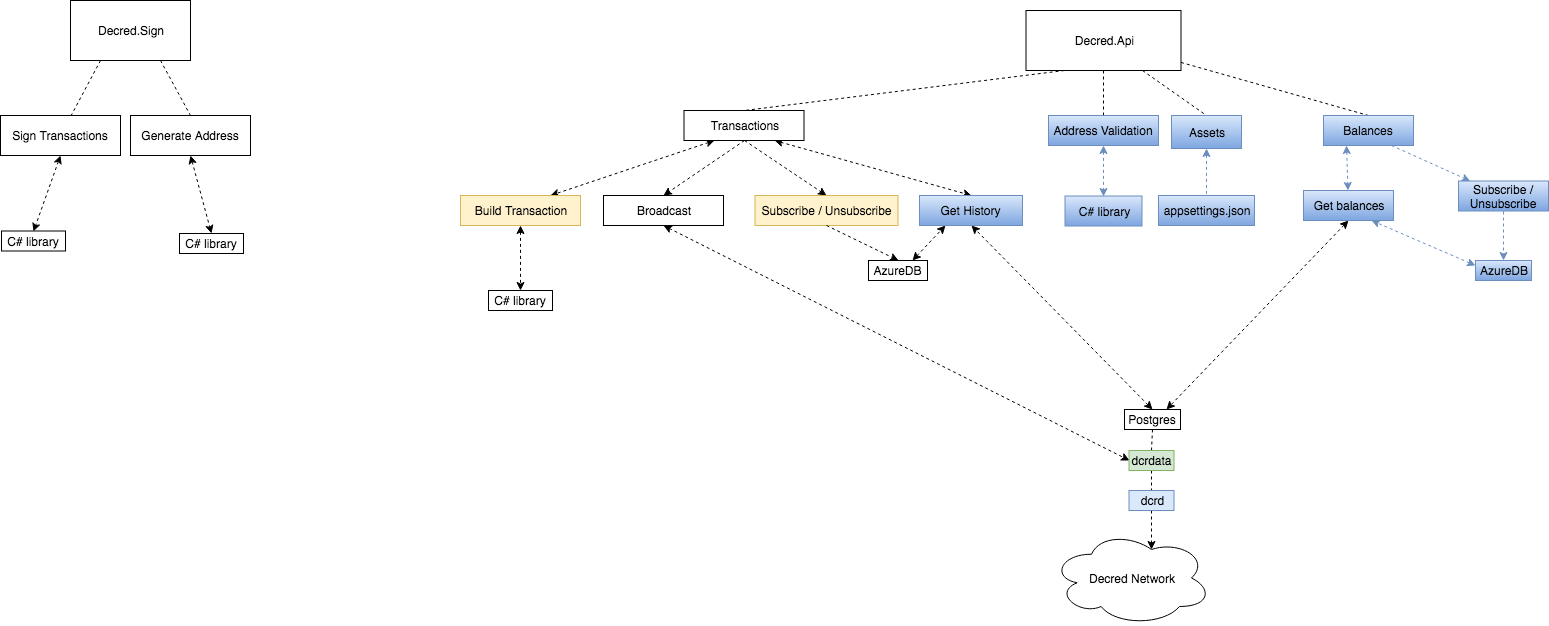 Decred.Sign
Decred.Api
Sign Transactions
Generate Address
Transactions
Address Validation
Assets
Balances
Build Transaction
Broadcast
Subscribe / Unsubscribe
Get History
C# library
appsettings.json
Get balances
Subscribe /
Unsubscribe
C# library
C# library
AzureDB
AzureDB
C# library
Postgres
dcrdata
dcrd
Decred Network